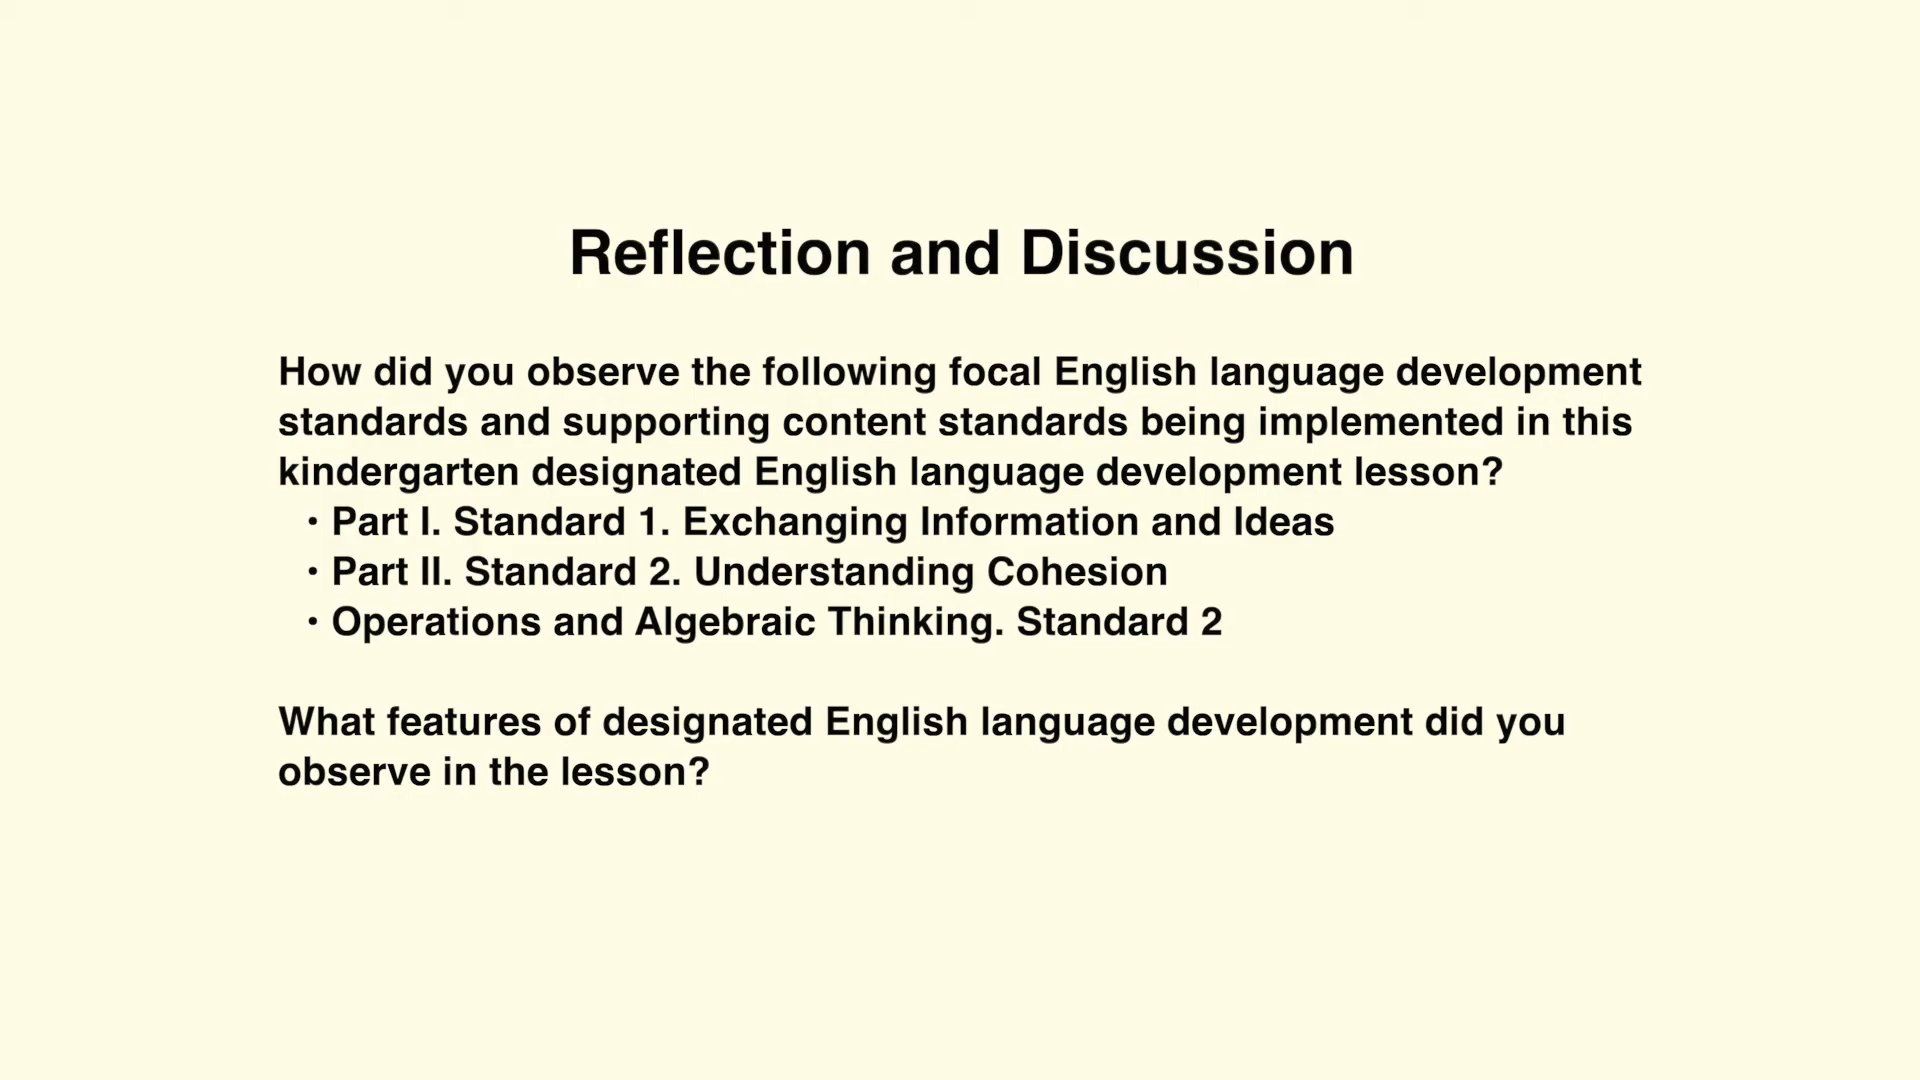 Reflection and Discussion
How did you observe the following focal English language development
standards and supporting content standards being implemented in this
kindergarten designated English language development lesson?
• Part I. Standard 1. Exchanging Information and Ideas
• Part II. Standard 2. Understanding Cohesion
• Operations and Algebraic Thinking. Standard 2
What features of designated English language development did you
observe in the lesson?